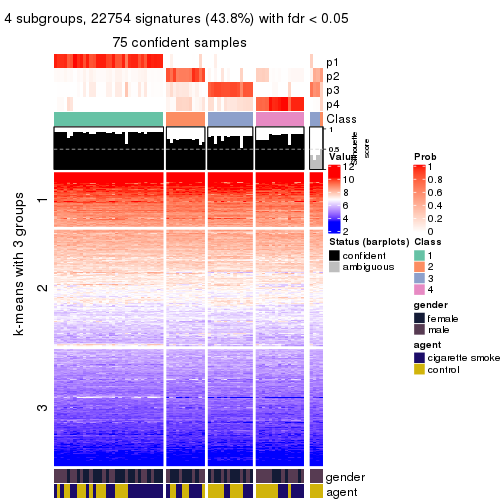 4 subgroups, 22754 signatures (43.8%) with fdr < 0.05
75 confident samples
p1
p2
p3
p4
Class
1
0.5
0
Silhouette
score
k-means with 3 groups
1
2
3
gender
agent
Value
12
10
8
6
4
2
Prob
1
0.8
0.6
0.4
0.2
0
Status (barplots)
confident
ambiguous
Class
1
2
3
4
gender
female
male
agent
cigarette smoke
control